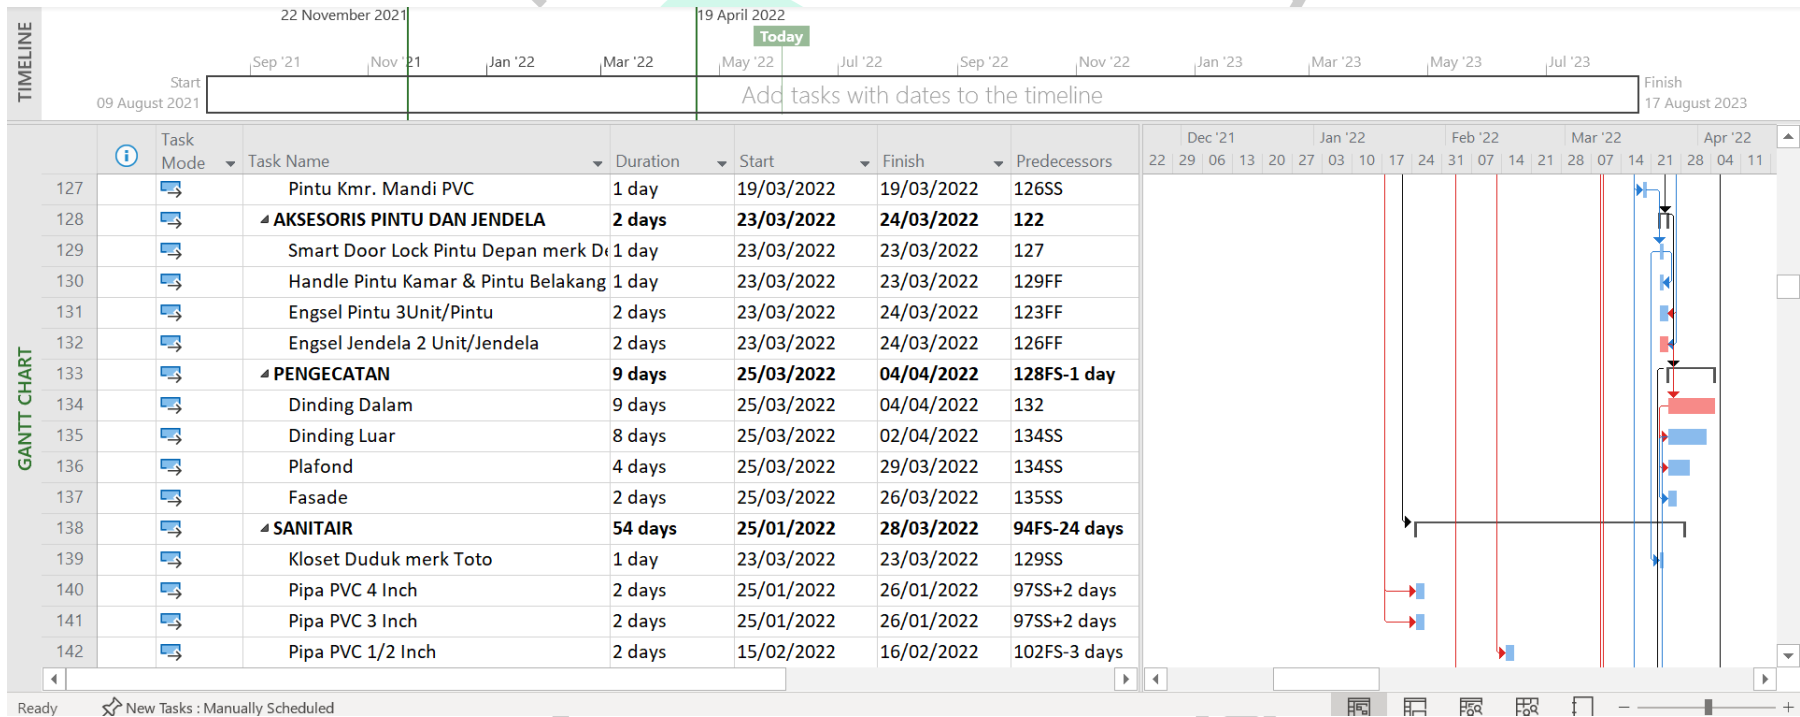 22 November 2021
19 April 2022
Today
Sep '21 Nov '21 Jan '22 Mar '22 May '22 Jul '22 Sep '22 Nov '22 Jan '23 Mar '23 May '23 Jul '23
TIMELINE
Start
09 August 2021
Add tasks with dates to the timeline
Finish
17 August 2023
Task Mode Task Name Duration Start Finish Predecessors
Dec '21 Jan '22 Feb '22 Mar '22 Apr '22
22 29 06 13 20 27 03 10 17 24 31 07 14 21 28 07 14 21 28 04 11
GANTT CHART
127 Pintu Kmr. Mandi PVC 1 day 19/03/2022 19/03/2022 126SS
128 AKSESORIS PINTU DAN JENDELA 2 days 23/03/2022 24/03/2022 122
129 Smart Door Lock Pintu Depan merk De 1 day 23/03/2022 23/03/2022 127
130 Handle Pintu Kamar & Pintu Belakang 1 day 23/03/2022 23/03/2022 129FF
131 Engsel Pintu 3Unit/Pintu 2 days 23/03/2022 24/03/2022 123FF
132 Engsel Jendela 2 Unit/Jendela 2 days 23/03/2022 24/03/2022 126FF
133 PENGECATAN 9 days 25/03/2022 04/04/2022 128FS-1 day
134 Dinding Dalam 9 days 25/03/2022 04/04/2022 132
135 Dinding Luar 8 days 25/03/2022 02/04/2022 134SS
136 Plafond 4 days 25/03/2022 29/03/2022 134SS
137 Fasade 2 days 25/03/2022 26/03/2022 135SS
138 SANITAIR 54 days 25/01/2022 28/03/2022 94FS-24 days
139 Kloset Duduk merk Toto 1 day 23/03/2022 23/03/2022 129SS
140 Pipa PVC 4 Inch 2 days 25/01/2022 26/01/2022 97SS+2 days
141 Pipa PVC 3 Inch 2 days 25/01/2022 26/01/2022 97SS+2 days
142 Pipa PVC 1/2 Inch 2 days 15/02/2022 16/02/2022 102FS-3 days
Ready New Tasks : Manually Scheduled